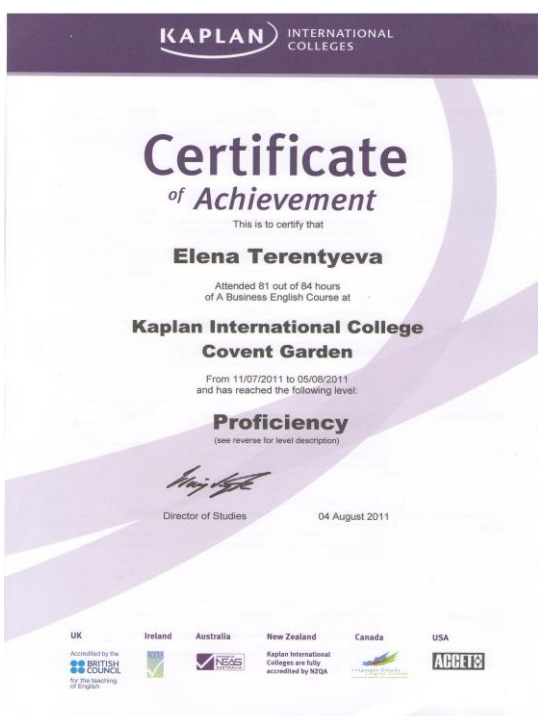 KAPLAN INTERNATIONAL
COLLEGES
Certificate
of Achievement
This is to certify that
Elena Terentyeva
Attended 81 out of 84 hours
of A Business English Course at
Kaplan International College
Covent Garden
From 11/07/2011 to 05/08/2011
and has reached the following level:
Proficiency
(see reverse for level description)
Director of Studies 04 August 2011
UK Ireland Australia New Zealand Canada USA
Accredited by the
BRITISH
COUNCIL
for the teaching
of English
NEAS
AUSTRALIA
Kaplan International
Colleges are fully
accredited by NZQA
Languages Canada
ACCET